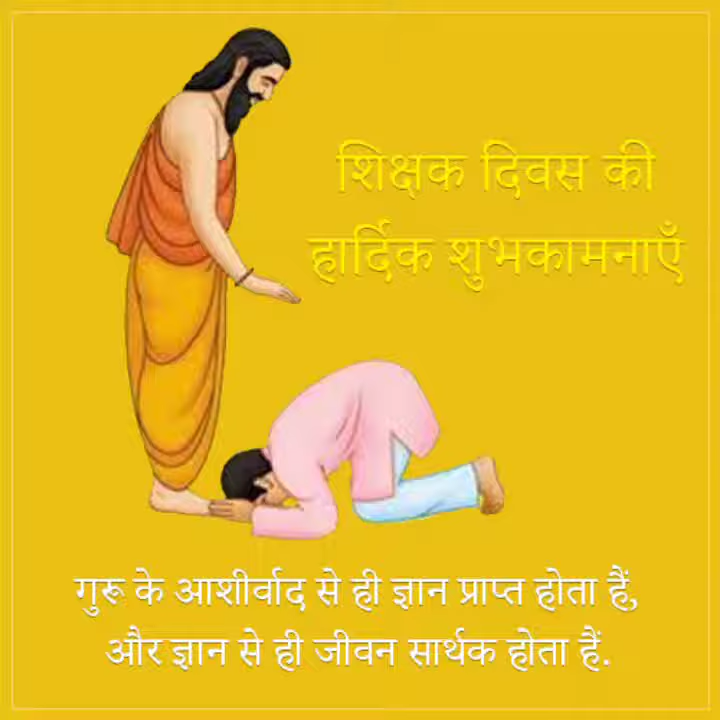 शिक्षक दिवस की
हार्दिक शुभकामनाएँ
गुरू के आशीर्वाद से ही ज्ञान प्राप्त होता हैं,
और ज्ञान से ही जीवन सार्थक होता हैं.